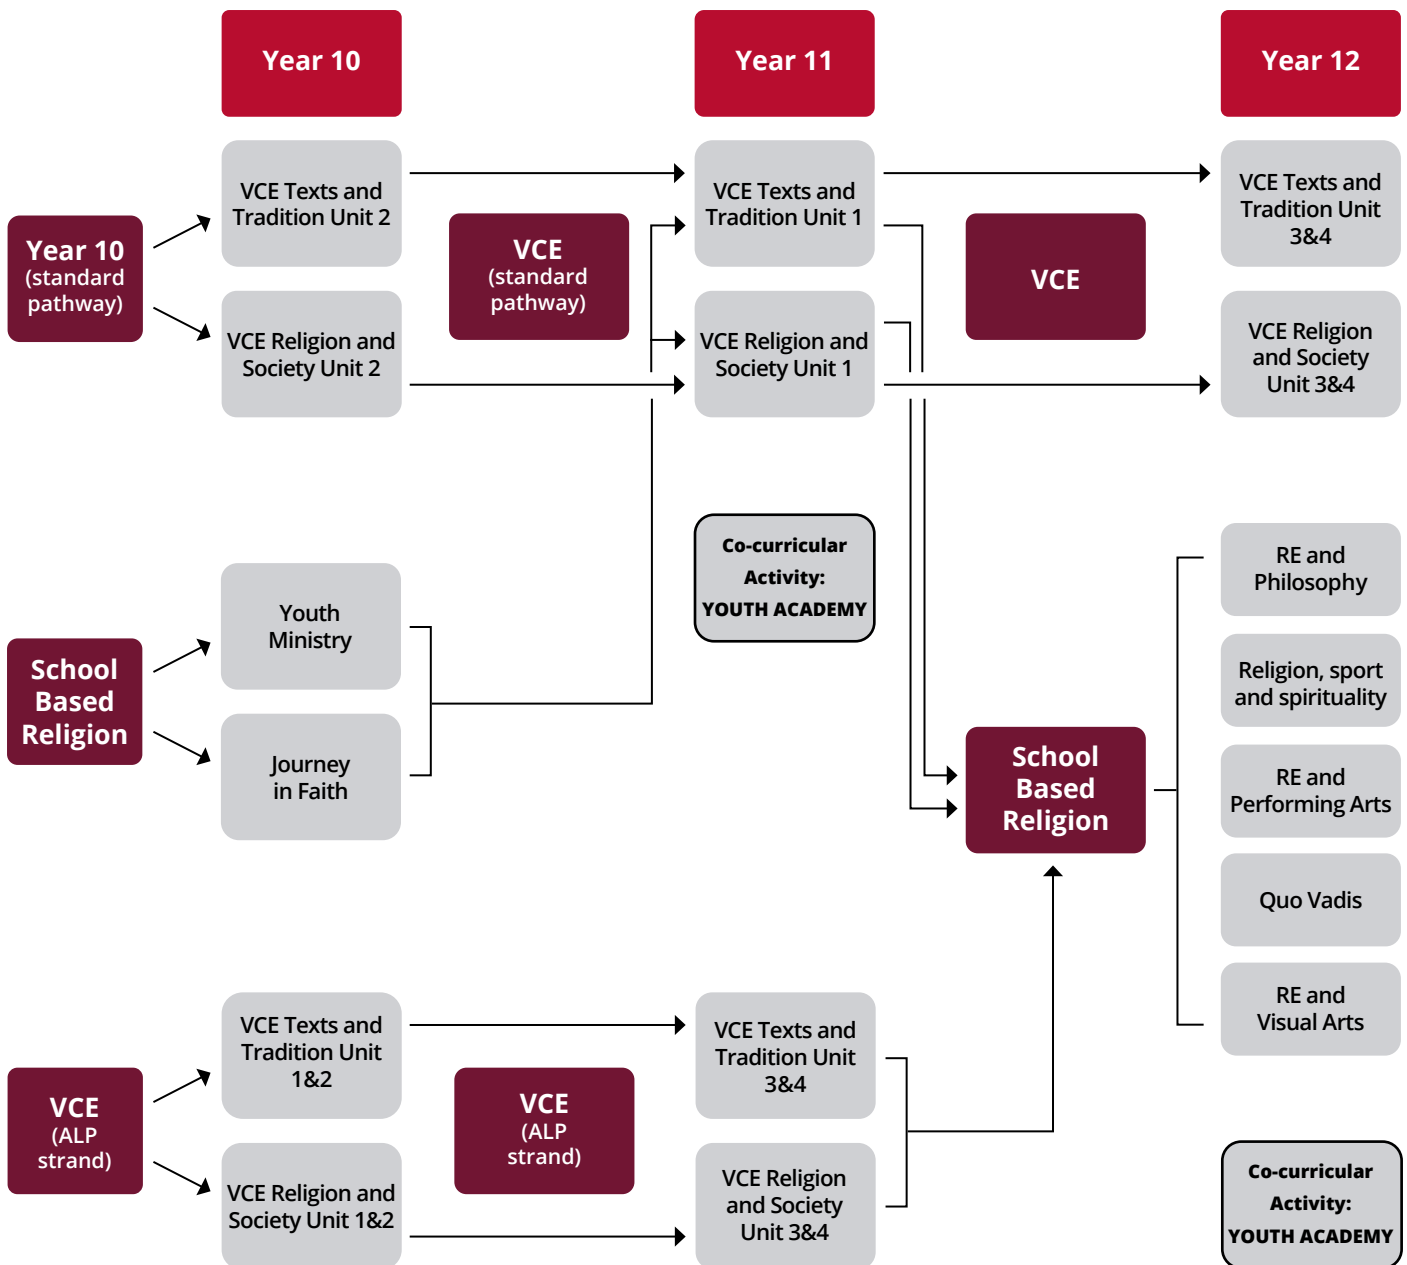 Year 10
Year 11
Year 12
Year 10
(standard
pathway)
VCE Texts and
Tradition Unit 2
VCE Religion and
Society Unit 2
VCE
(standard
pathway)
VCE Texts and
Tradition Unit 1
VCE Religion and
Society Unit 1
VCE
VCE Texts and
Tradition Unit
3&4
VCE Religion
and Society
Unit 3&4
School
Based
Religion
Youth
Ministry
Journey
in Faith
Co-curricular
Activity:
YOUTH ACADEMY
School
Based
Religion
RE and
Philosophy
Religion, sport
and spirituality
RE and
Performing Arts
Quo Vadis
RE and
Visual Arts
VCE
(ALP
strand)
VCE Texts and
Tradition Unit
1&2
VCE Religion and
Society Unit 1&2
VCE
(ALP
strand)
VCE Texts and
Tradition Unit
3&4
VCE Religion
and Society
Unit 3&4
Co-curricular
Activity:
YOUTH ACADEMY